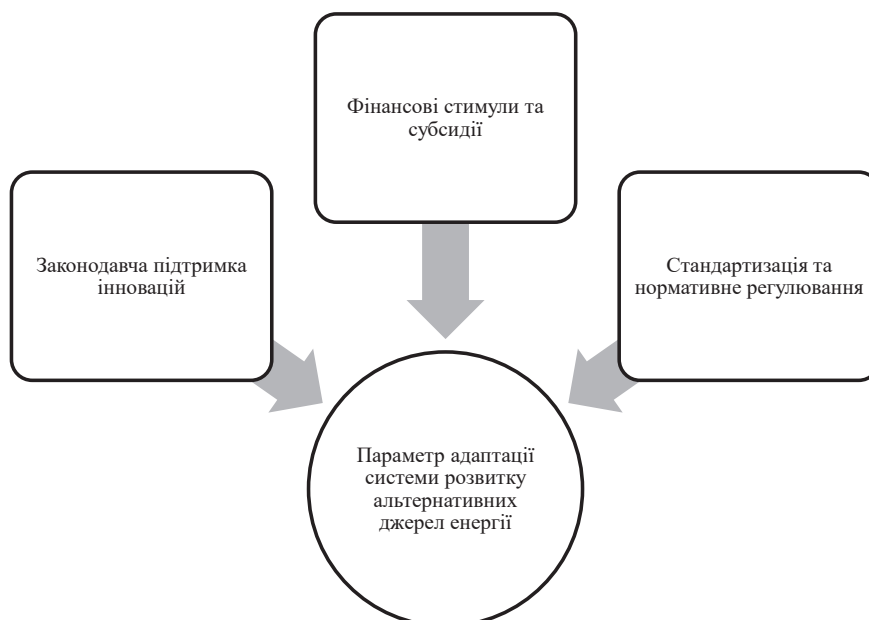 Фінансові стимули та
субсидії
Законодавча підтримка
інновацій
Стандартизація та
нормативне регулювання
Параметр адаптації
системи розвитку
альтернативних
джерел енергії